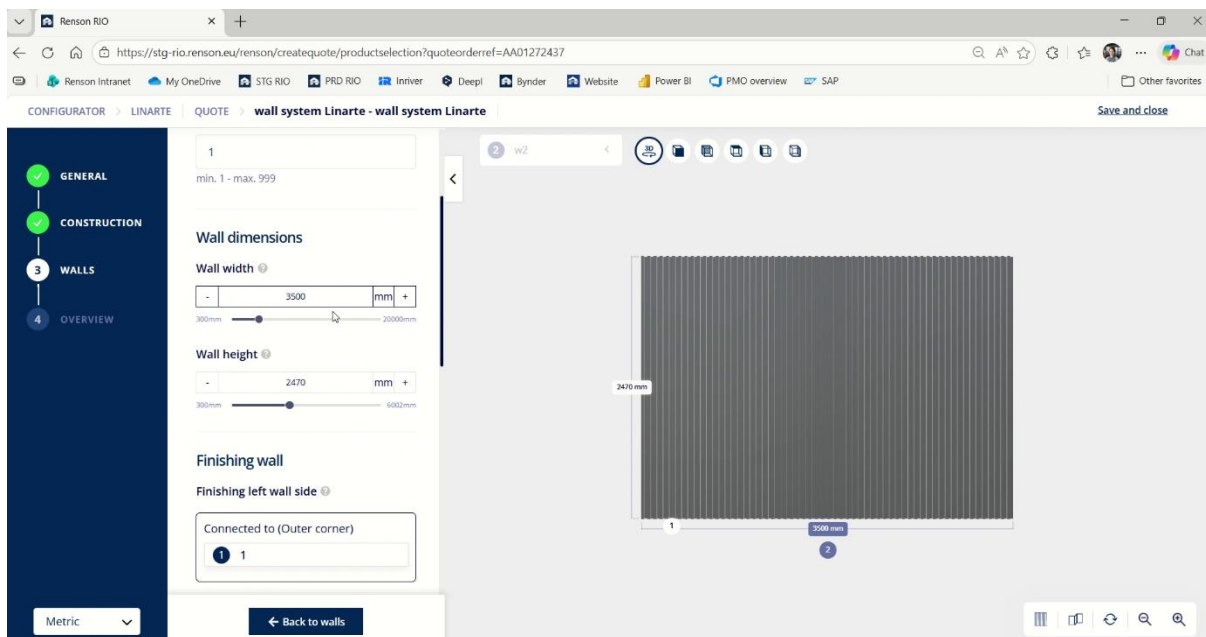 Renson RIO
https://stg-rio.renson.eu/renson/createquote/productselection?quoteorderref=AA01272437
Chat
Renson Intranet My OneDrive STG RIO PRD RIO Inriver Deepl Bynder Website Power BI PMO overview SAP Other favorites
CONFIGURATOR > LINARTE QUOTE > wall system Linarte - wall system Linarte Save and close
GENERAL
CONSTRUCTION
3 WALLS
4 OVERVIEW
Metric
1
min. 1 - max. 999
Wall dimensions
Wall width
- 3500 mm +
300mm 20000mm
Wall height
- 2470 mm +
300mm 6002mm
Finishing wall
Finishing left wall side
Connected to (Outer corner)
1 1
← Back to walls
2 w2
3D
2470 mm
1
3500 mm
2